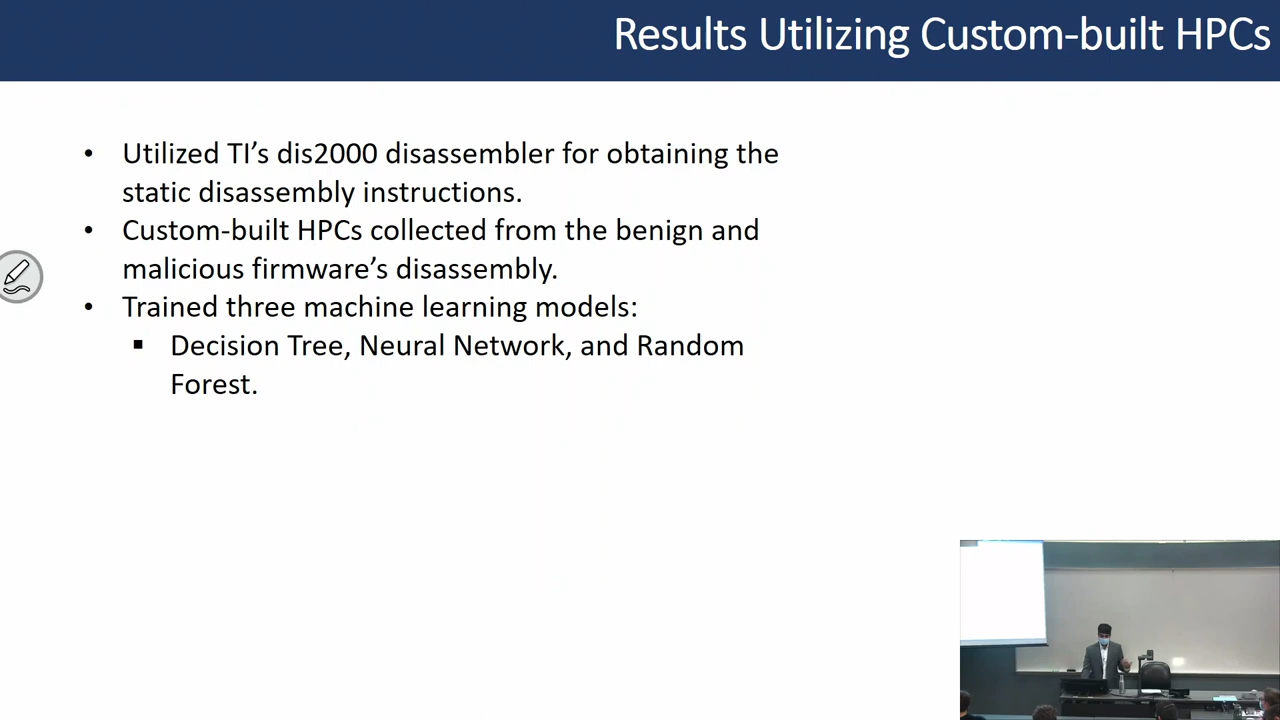 Results Utilizing Custom-built HPCs
• Utilized TI’s dis2000 disassembler for obtaining the
static disassembly instructions.
• Custom-built HPCs collected from the benign and
malicious firmware’s disassembly.
• Trained three machine learning models:
▪ Decision Tree, Neural Network, and Random
Forest.